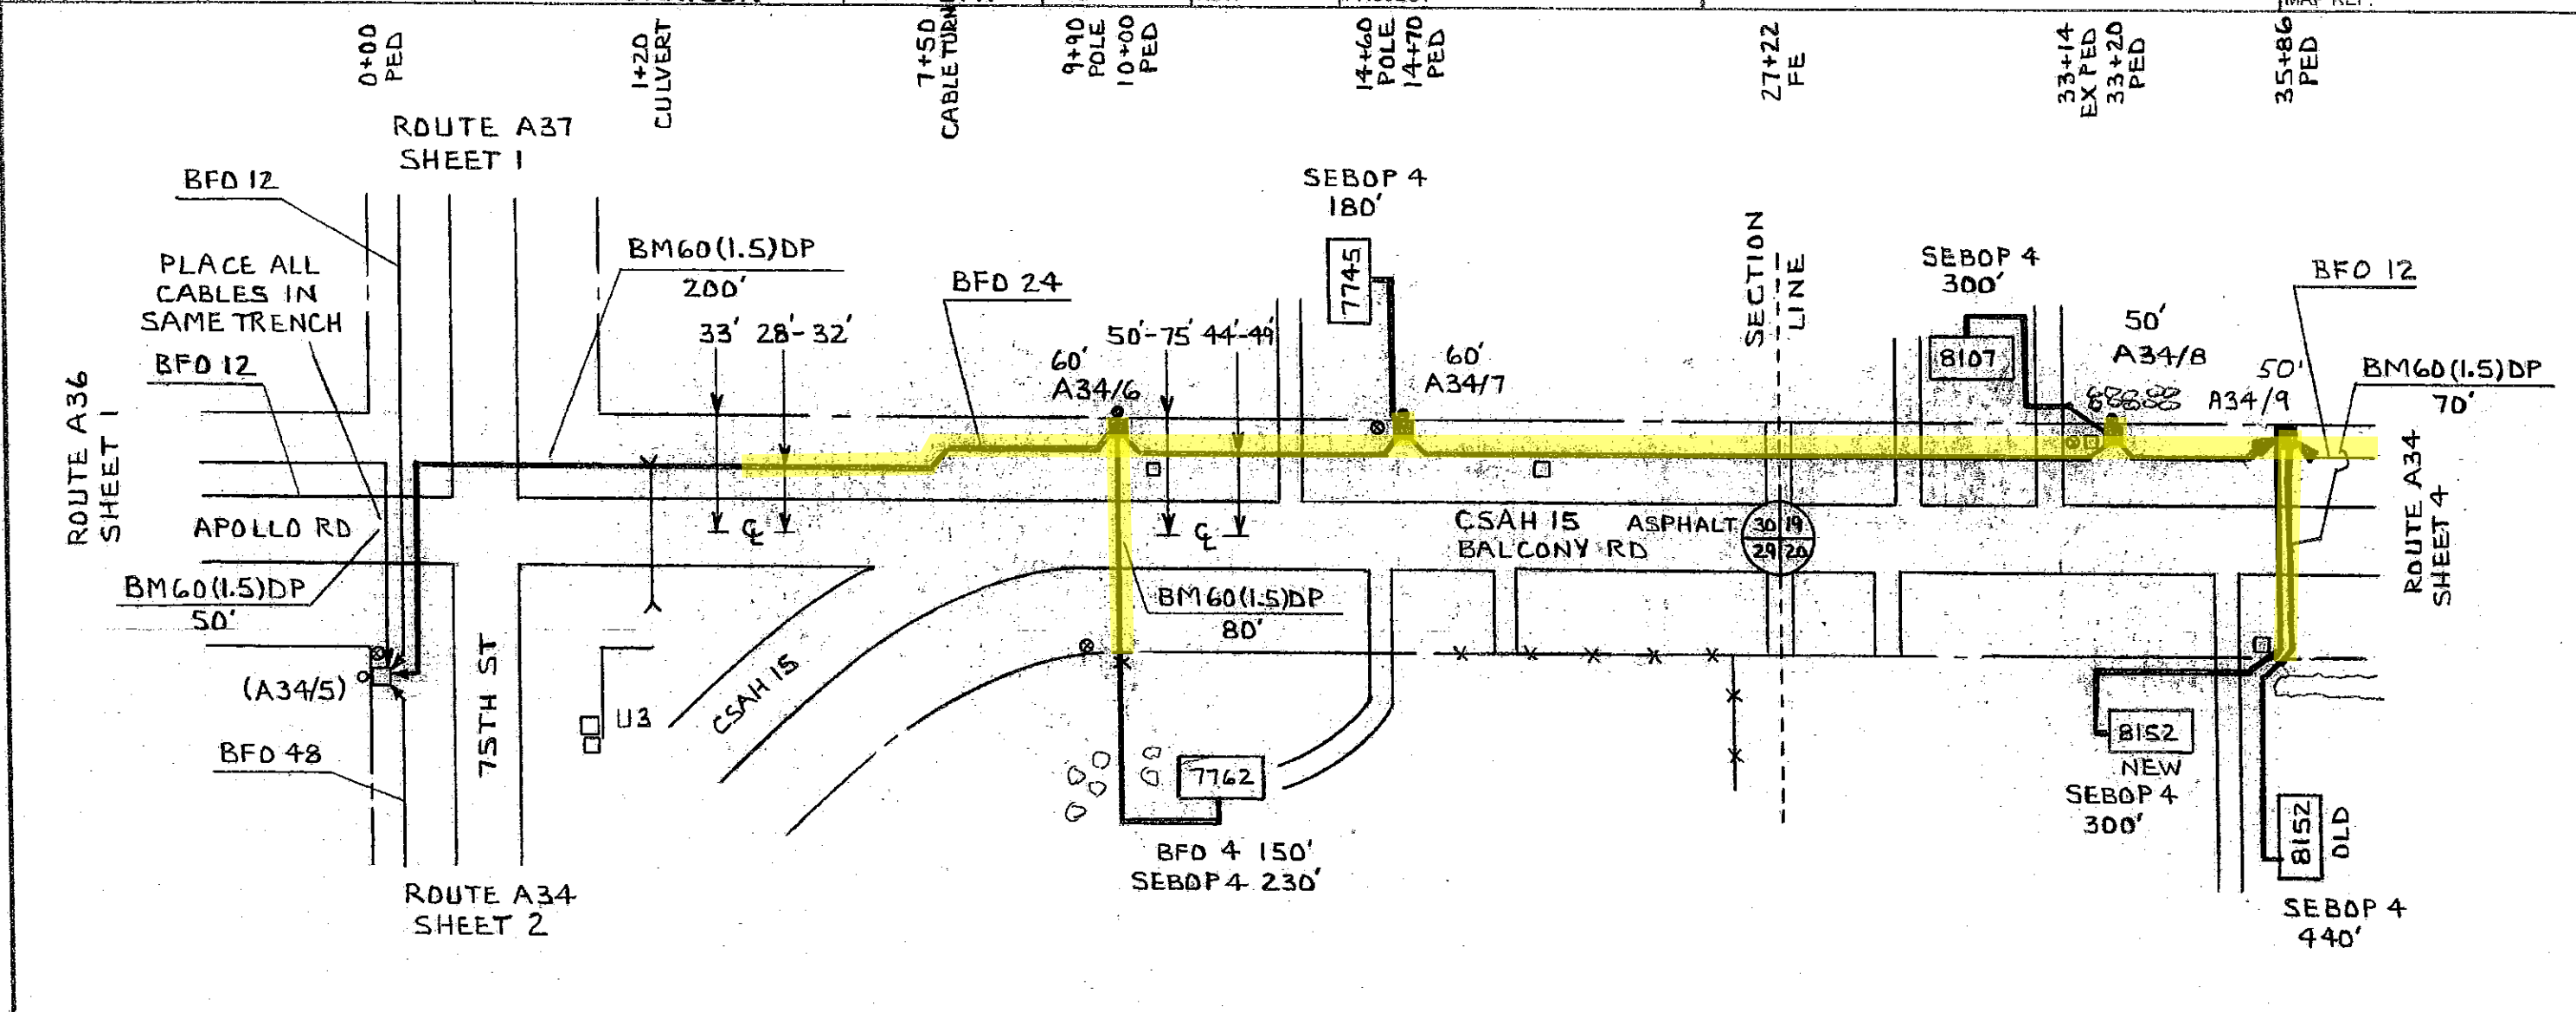 MAP REF.
0+00
PED
1+20
CULVERT
7+50
CABLE TURN
9+90
POLE
10+00
PED
14+60
POLE
14+70
PED
27+22
FE
33+14
EX PED
33+20
PED
35+86
PED
ROUTE A37
SHEET 1
BFO 12
PLACE ALL
CABLES IN
SAME TRENCH
BFO 12
ROUTE A36
SHEET 1
BM60(1.5)DP
200'
33' 28'-32'
BFO 24
50'-75' 44'-49'
60'
A34/6
SEBOP 4
180'
7745
60'
A34/7
SECTION
LINE
SEBOP 4
300'
8107
50'
A34/8
50'
A34/9
BFO 12
BM60(1.5)DP
70'
ROUTE A34
SHEET 4
APOLLO RD
BM60(1.5)DP
50'
(A34/5)
BFO 48
75TH ST
U3
CSAH 15
CSAH 15
BALCONY RD
ASPHALT
30 19
29 20
BM60(1.5)DP
80'
7762
BFO 4 150'
SEBOP 4 230'
8152
NEW
SEBOP 4
300'
8152
OLD
SEBOP 4
440'
ROUTE A34
SHEET 2